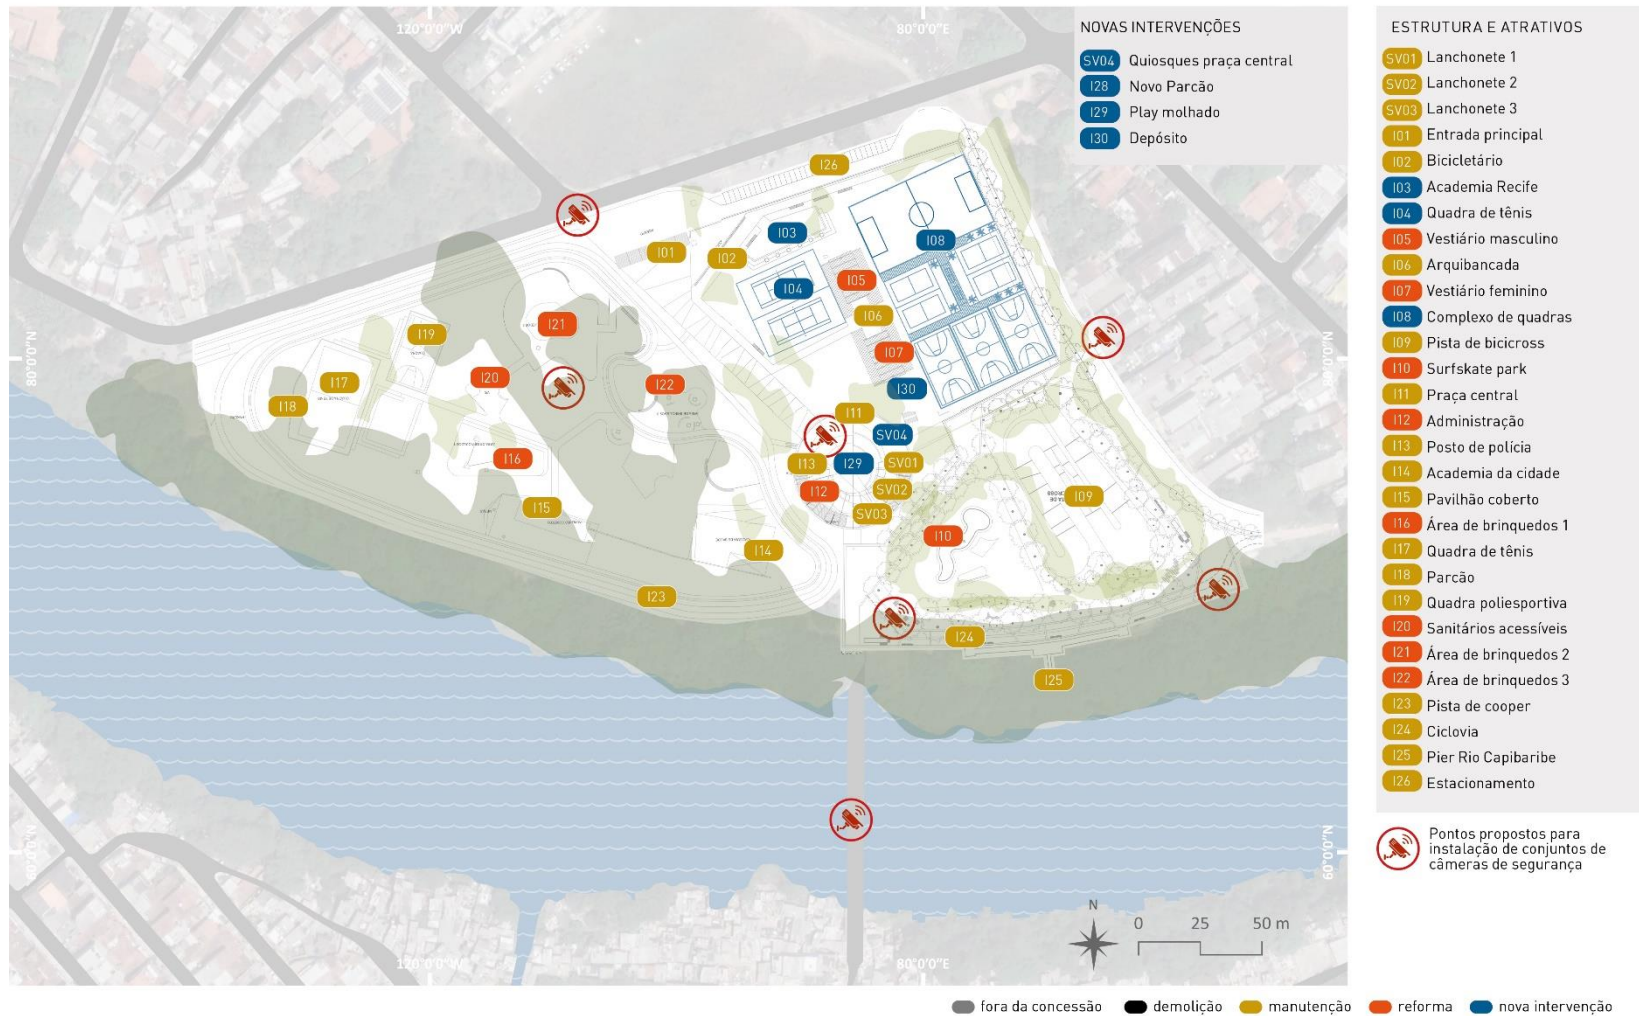 120°0'0"W
80°0'0"E
NOVAS INTERVENÇÕES
SV04 Quiosques praça central
I28 Novo Parcão
I29 Play molhado
I30 Depósito
ESTRUTURA E ATRATIVOS
SV01 Lanchonete 1
SV02 Lanchonete 2
SV03 Lanchonete 3
I01 Entrada principal
I02 Bicicletário
I03 Academia Recife
I04 Quadra de tênis
I05 Vestiário masculino
I06 Arquibancada
I07 Vestiário feminino
I08 Complexo de quadras
I09 Pista de bicicross
I10 Surfskate park
I11 Praça central
I12 Administração
I13 Posto de polícia
I14 Academia da cidade
I15 Pavilhão coberto
I16 Área de brinquedos 1
I17 Quadra de tênis
I18 Parcão
I19 Quadra poliesportiva
I20 Sanitários acessíveis
I21 Área de brinquedos 2
I22 Área de brinquedos 3
I23 Pista de cooper
I24 Ciclovia
I25 Pier Rio Capibaribe
I26 Estacionamento
Pontos propostos para
instalação de conjuntos de
câmeras de segurança
I26
I03
I08
I01
I02
I05
I04
I06
I21
I19
I07
I20
I17
I22
I30
I18
I11
SV04
I16
I13
I29
SV01
I12
SV02
I09
I15
SV03
I10
I14
I23
I24
I25
80°0'0"N
80°0'0"N
60°0'0"N
60°0'0"N
N
0 25 50 m
120°0'0"W
80°0'0"E
fora da concessão
demolição
manutenção
reforma
nova intervenção